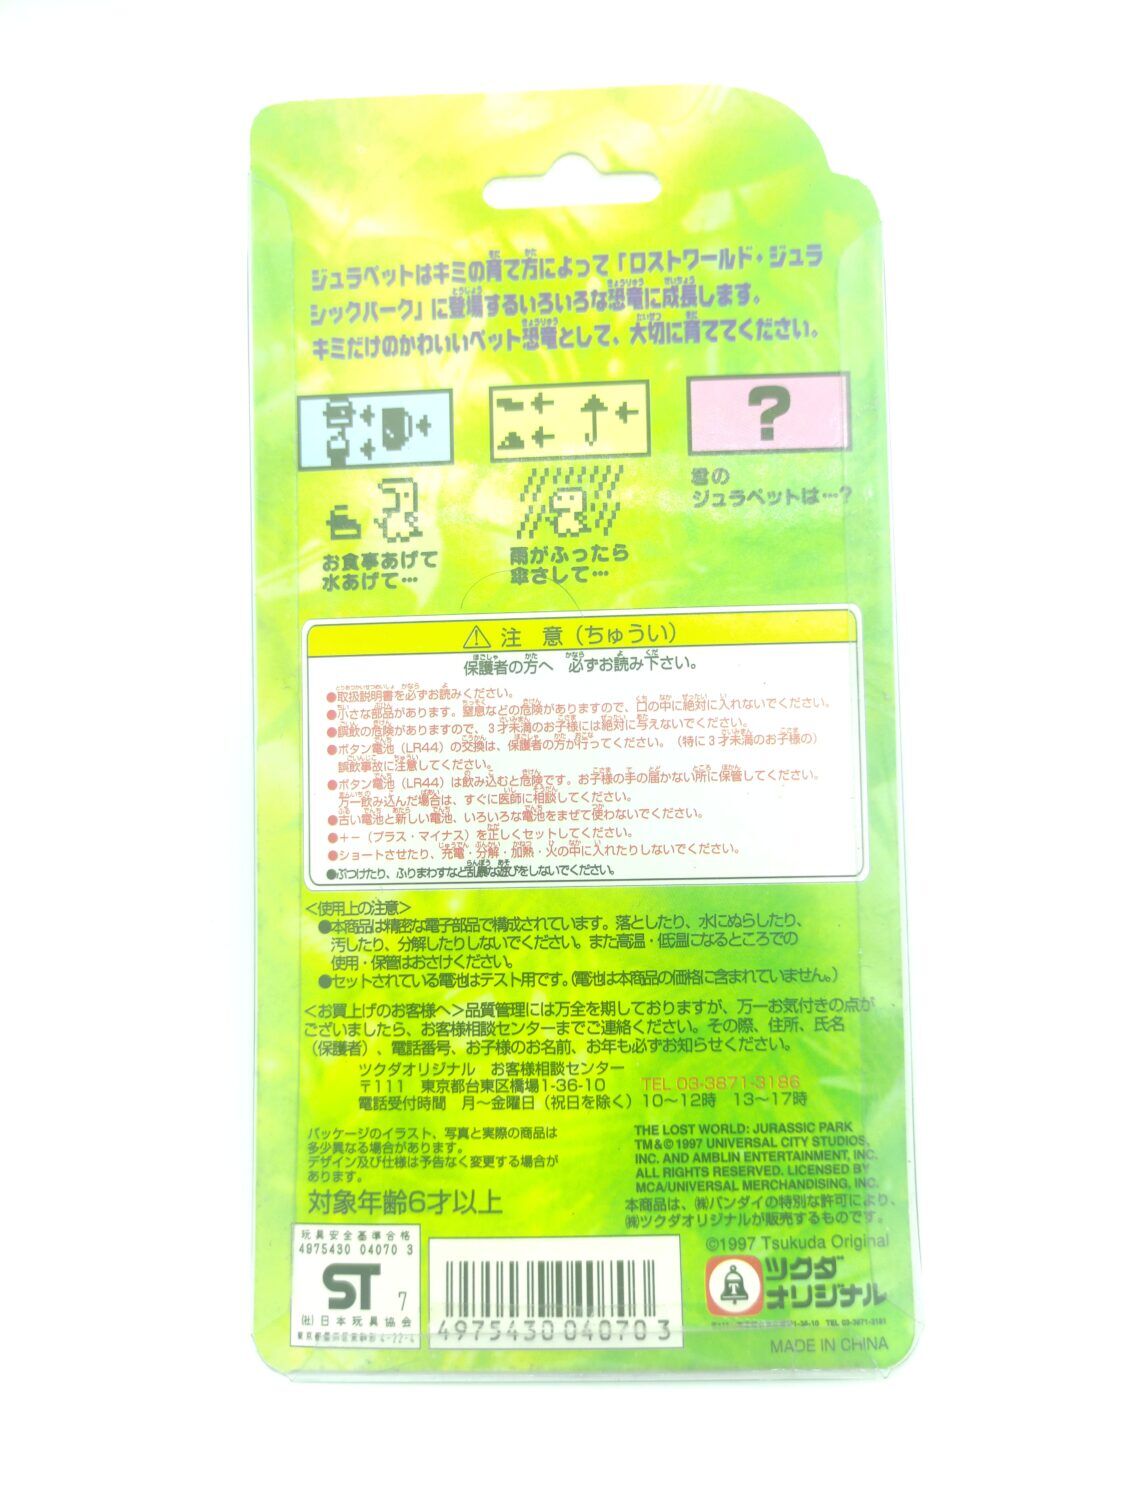 ジュラペットはキミの育て方によって「ロストワールド・ジュラ
シックパーク」に登場するいろいろな恐竜に成長します。
キミだけのかわいいペット恐竜として、大切に育ててください。
?
お食事あげて
水あげて…
雨がふったら
傘さして…
君の
ジュラペットは…?
⚠ 注 意 (ちゅうい)
保護者の方へ 必ずお読み下さい。
●取扱説明書を必ずお読みください。
●小さな部品があります。窒息などの危険がありますので、口の中に絶対に入れないでください。
●誤飲の危険がありますので、3才未満のお子様には絶対に与えないでください。
●ボタン電池(LR44)の交換は、保護者の方が行ってください。(特に3才未満のお子様の)
誤飲事故に注意してください。
●ボタン電池(LR44)は飲み込むと危険です。お子様の手の届かない所に保管してください。
万一飲み込んだ場合は、すぐに医師に相談してください。
●古い電池と新しい電池、いろいろな電池をまぜて使わないでください。
●+-(プラス・マイナス)を正しくセットしてください。
●ショートさせたり、充電・分解・加熱・火の中に入れたりしないでください。
●ぶつけたり、ふりまわすなど乱暴な遊びをしないでください。
<使用上の注意>
●本商品は精密な電子部品で構成されています。落としたり、水にぬらしたり、
汚したり、分解したりしないでください。また高温・低温になるところでの
使用・保管はおさけください。
●セットされている電池はテスト用です。(電池は本商品の価格に含まれていません。)
<お買上げのお客様へ>品質管理には万全を期しておりますが、万一お気付きの点が
ございましたら、お客様相談センターまでご連絡ください。その際、住所、氏名
(保護者)、電話番号、お子様のお名前、お年も必ずお知らせください。
ツクダオリジナル お客様相談センター
〒111 東京都台東区橋場1-36-10 TEL 03-3871-3186
電話受付時間 月〜金曜日(祝日を除く)10〜12時 13〜17時
パッケージのイラスト、写真と実際の商品は
多少異なる場合があります。
デザイン及び仕様は予告なく変更する場合が
あります。
対象年齢6才以上
THE LOST WORLD: JURASSIC PARK
TM&©1997 UNIVERSAL CITY STUDIOS,
INC. AND AMBLIN ENTERTAINMENT, INC.
ALL RIGHTS RESERVED. LICENSED BY
MCA/UNIVERSAL MERCHANDISING, INC.
本商品は、㈱バンダイの特別な許可により、
㈱ツクダオリジナルが販売するものです。
©1997 Tsukuda Original
玩具安全基準合格
4975430 04070 3
ST 7
(社)日本玩具協会
4975430040703
T
ツクダ
オリジナル
1-36-10 TEL 03-3871-3186
MADE IN CHINA